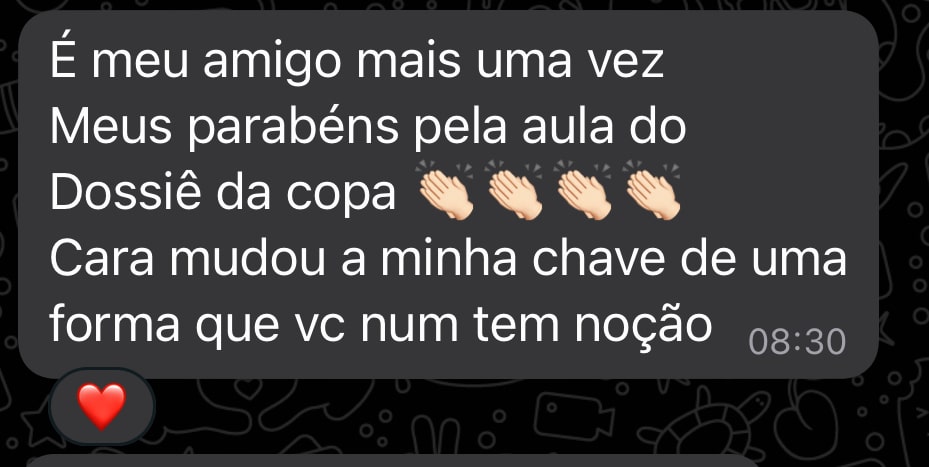 É meu amigo mais uma vez
Meus parabéns pela aula do
Dossiê da copa 👏🏻👏🏻👏🏻👏🏻
Cara mudou a minha chave de uma
forma que vc num tem noção
08:30